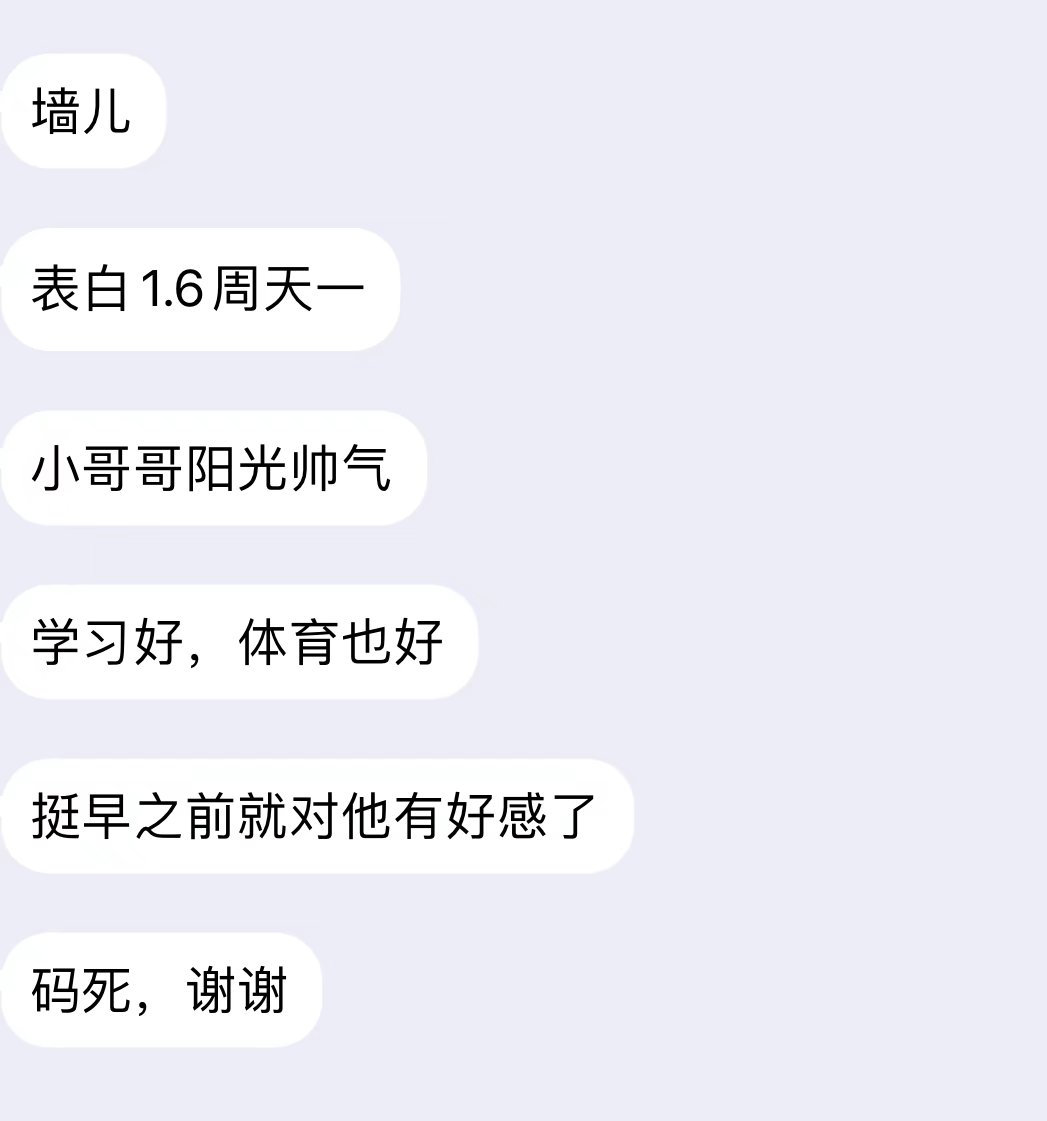 墙儿
表白1.6周天一
小哥哥阳光帅气
学习好，体育也好
挺早之前就对他有好感了
码死，谢谢